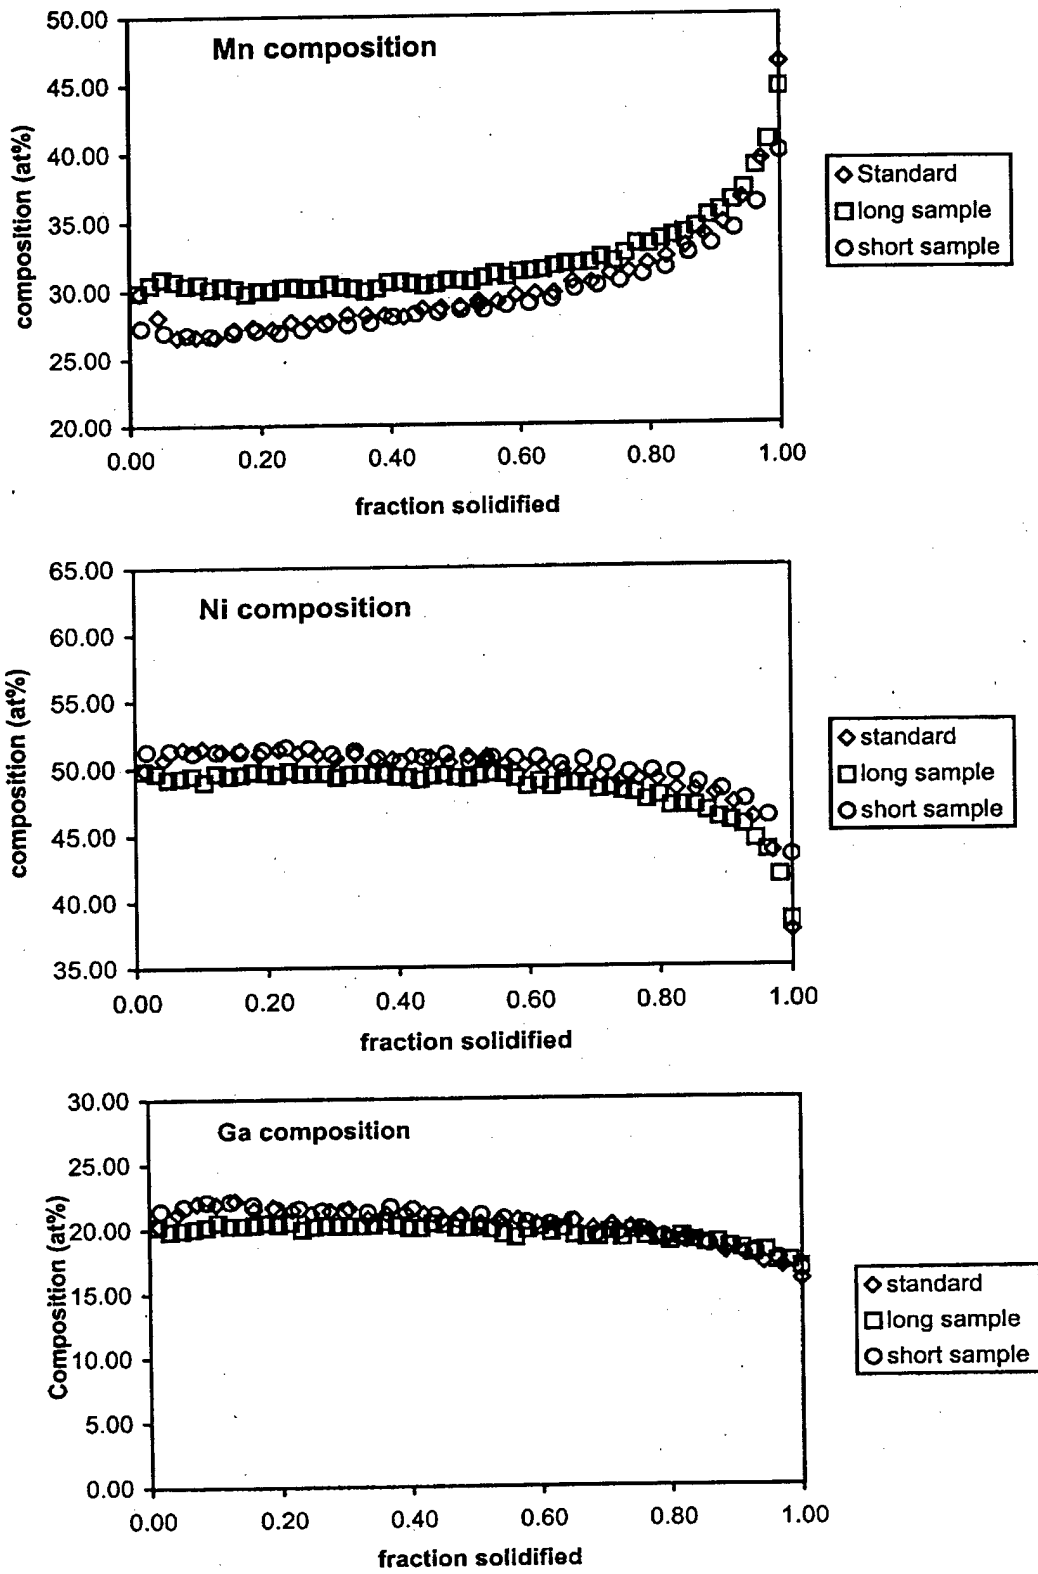 Mn composition
50.00
45.00
40.00
35.00
30.00
25.00
20.00
composition (at%)
0.00 0.20 0.40 0.60 0.80 1.00
fraction solidified
Standard
long sample
short sample
Ni composition
65.00
60.00
55.00
50.00
45.00
40.00
35.00
composition (at%)
0.00 0.20 0.40 0.60 0.80 1.00
fraction solidified
standard
long sample
short sample
Ga composition
30.00
25.00
20.00
15.00
10.00
5.00
0.00
Composition (at%)
0.00 0.20 0.40 0.60 0.80 1.00
fraction solidified
standard
long sample
short sample